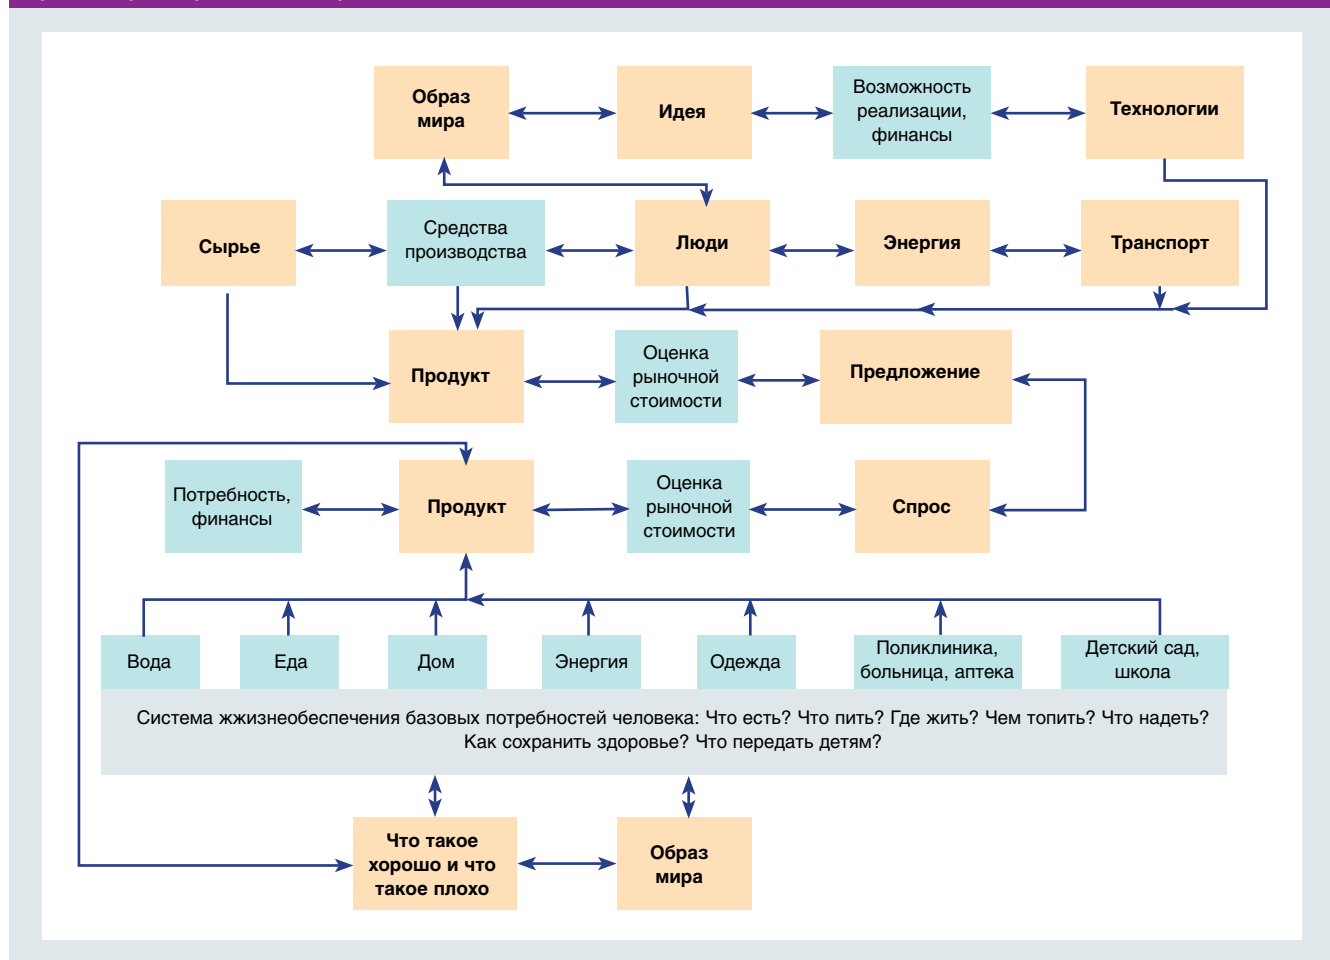 Образ
мира
Идея
Возможность
реализации,
финансы
Технологии
Сырье
Средства
производства
Люди
Энергия
Транспорт
Продукт
Оценка
рыночной
стоимости
Предложение
Потребность,
финансы
Продукт
Оценка
рыночной
стоимости
Спрос
Вода
Еда
Дом
Энергия
Одежда
Поликлиника,
больница, аптека
Детский сад,
школа
Система жжизнеобеспечения базовых потребностей человека: Что есть? Что пить? Где жить? Чем топить? Что надеть?
Как сохранить здоровье? Что передать детям?
Что такое
хорошо и что
такое плохо
Образ
мира